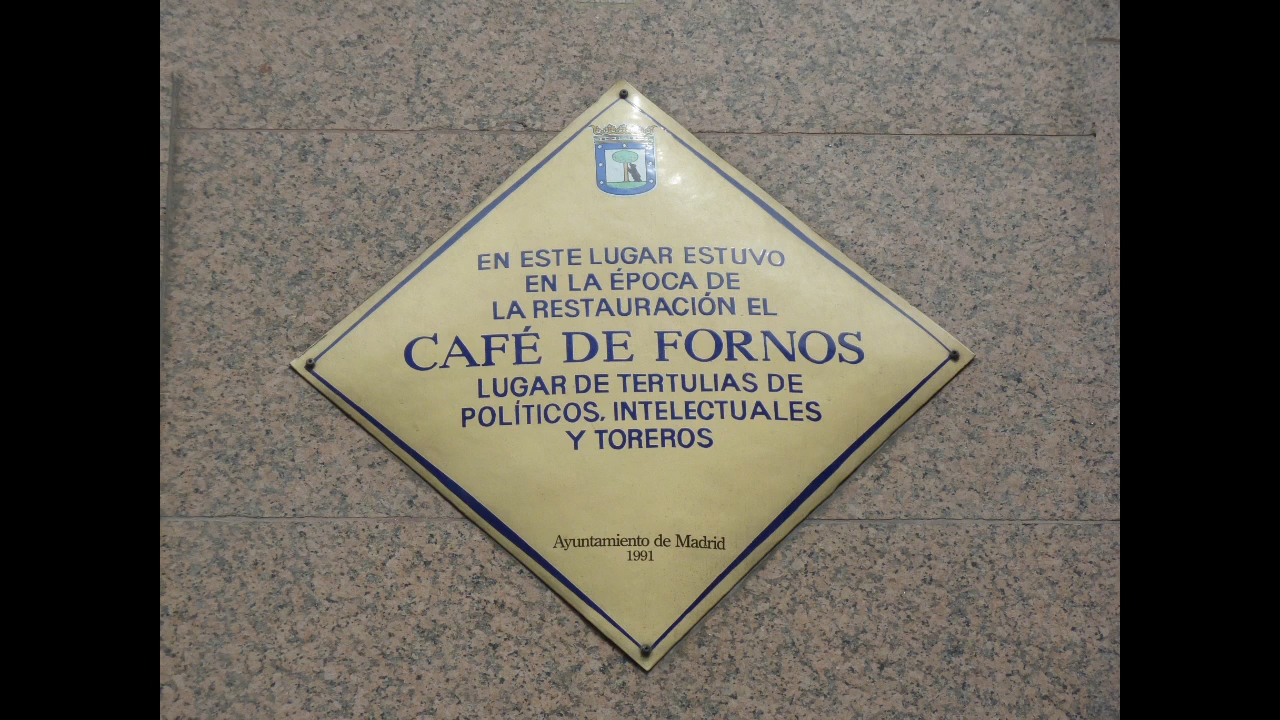 EN ESTE LUGAR ESTUVO
EN LA ÉPOCA DE
LA RESTAURACIÓN EL
CAFÉ DE FORNOS
LUGAR DE TERTULIAS DE
POLÍTICOS, INTELECTUALES
Y TOREROS
Ayuntamiento de Madrid
1991